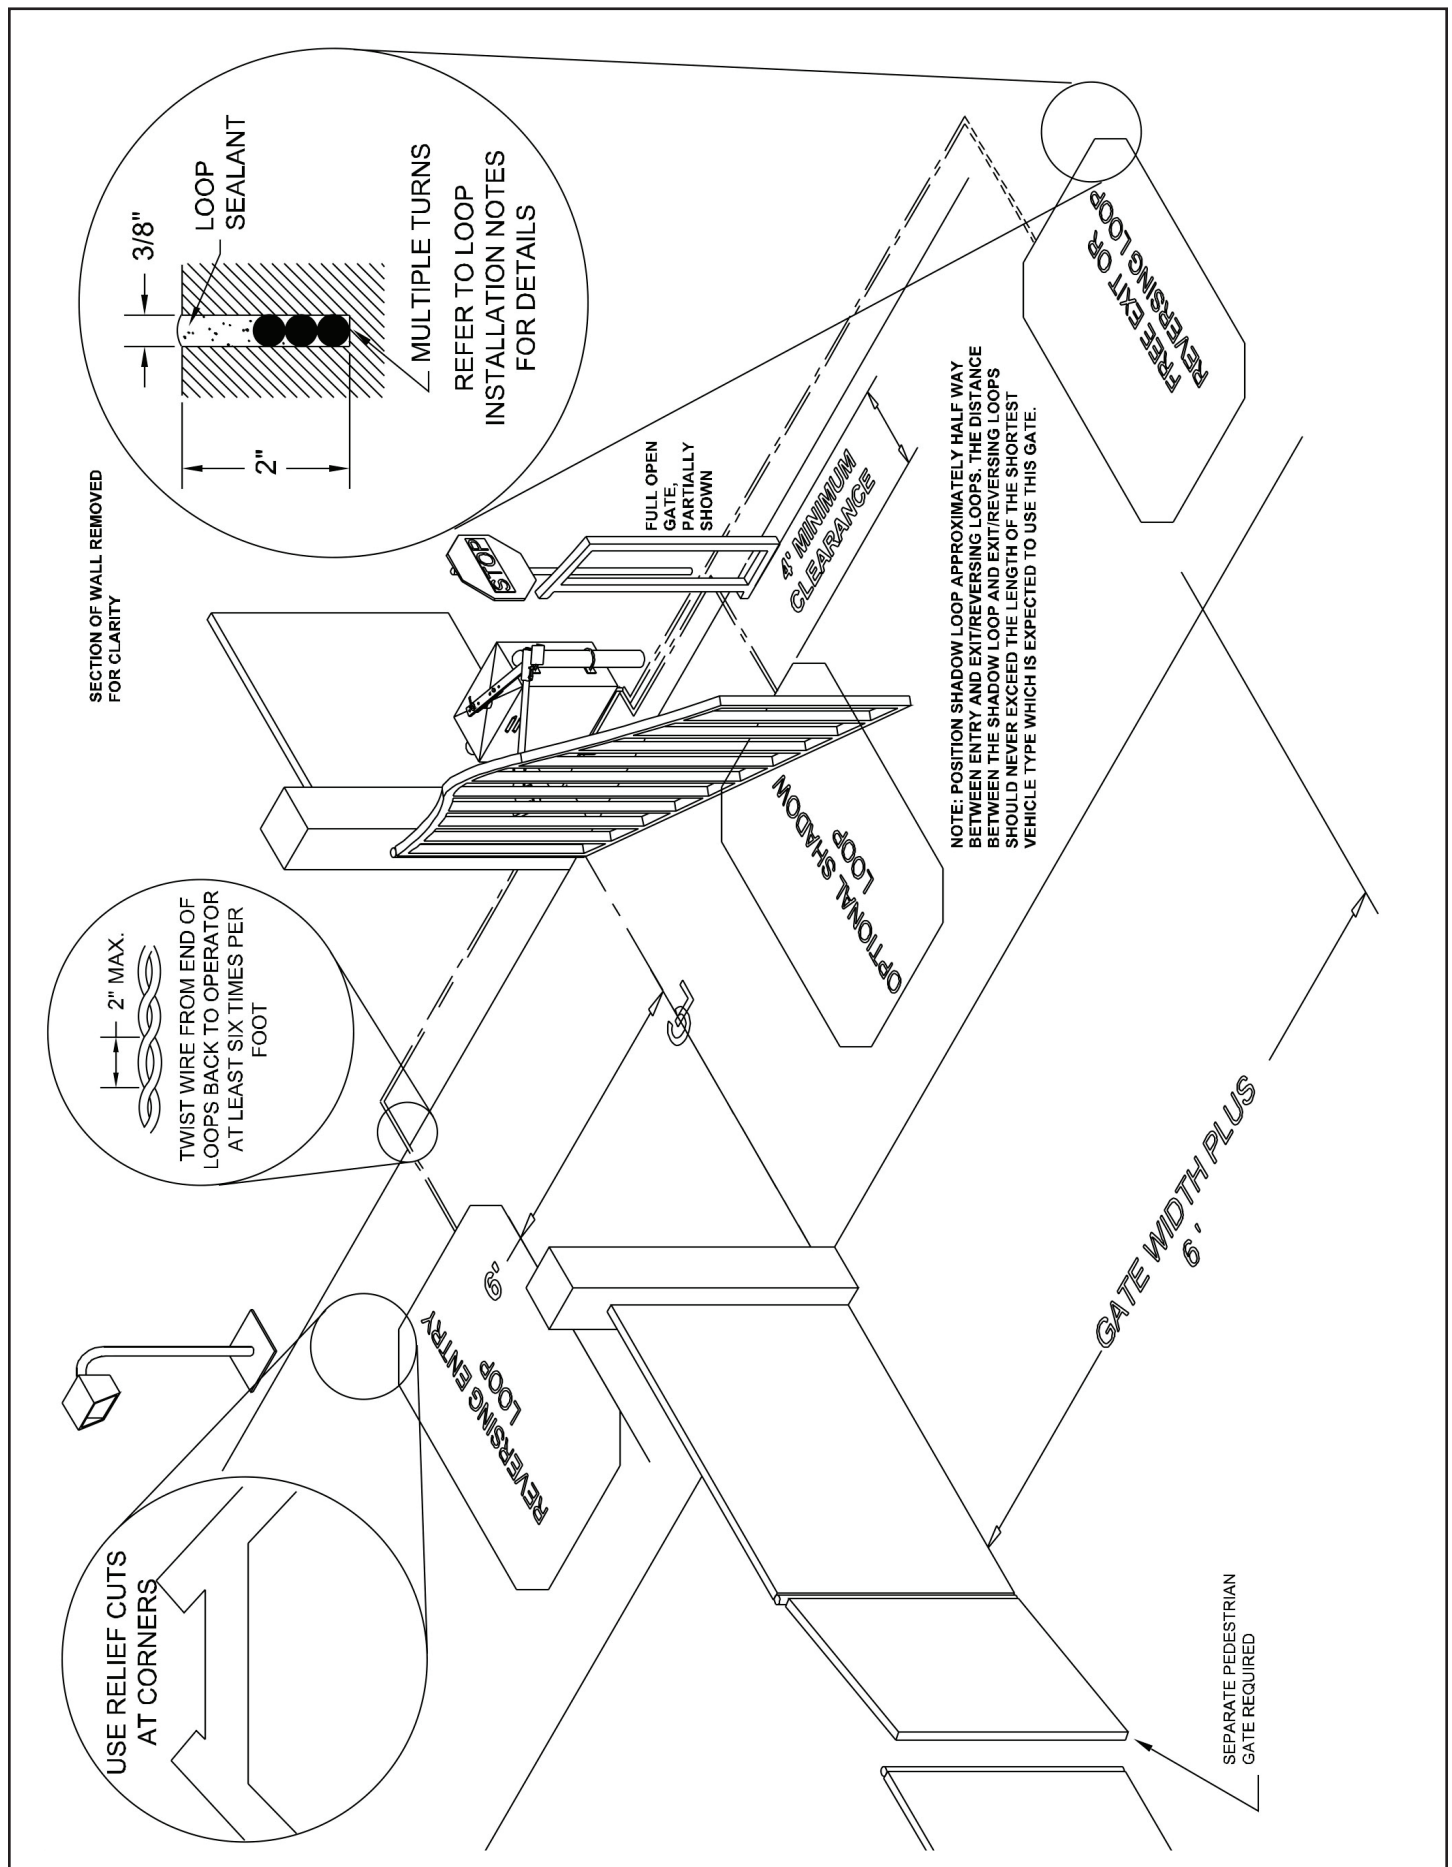 USE RELIEF CUTS
AT CORNERS
2" MAX.
TWIST WIRE FROM END OF
LOOPS BACK TO OPERATOR
AT LEAST SIX TIMES PER
FOOT
SECTION OF WALL REMOVED
FOR CLARITY
3/8"
LOOP
SEALANT
2"
MULTIPLE TURNS
REFER TO LOOP
INSTALLATION NOTES
FOR DETAILS
STOP
FULL OPEN
GATE,
PARTIALLY
SHOWN
REVERSING ENTRY
LOOP
6'
CL
4' MINIMUM
CLEARANCE
OPTIONAL SHADOW
LOOP
FREE EXIT OR
REVERSING LOOP
NOTE: POSITION SHADOW LOOP APPROXIMATELY HALF WAY
BETWEEN ENTRY AND EXIT/REVERSING LOOPS. THE DISTANCE
BETWEEN THE SHADOW LOOP AND EXIT/REVERSING LOOPS
SHOULD NEVER EXCEED THE LENGTH OF THE SHORTEST
VEHICLE TYPE WHICH IS EXPECTED TO USE THIS GATE.
GATE WIDTH PLUS
6'
SEPARATE PEDESTRIAN
GATE REQUIRED